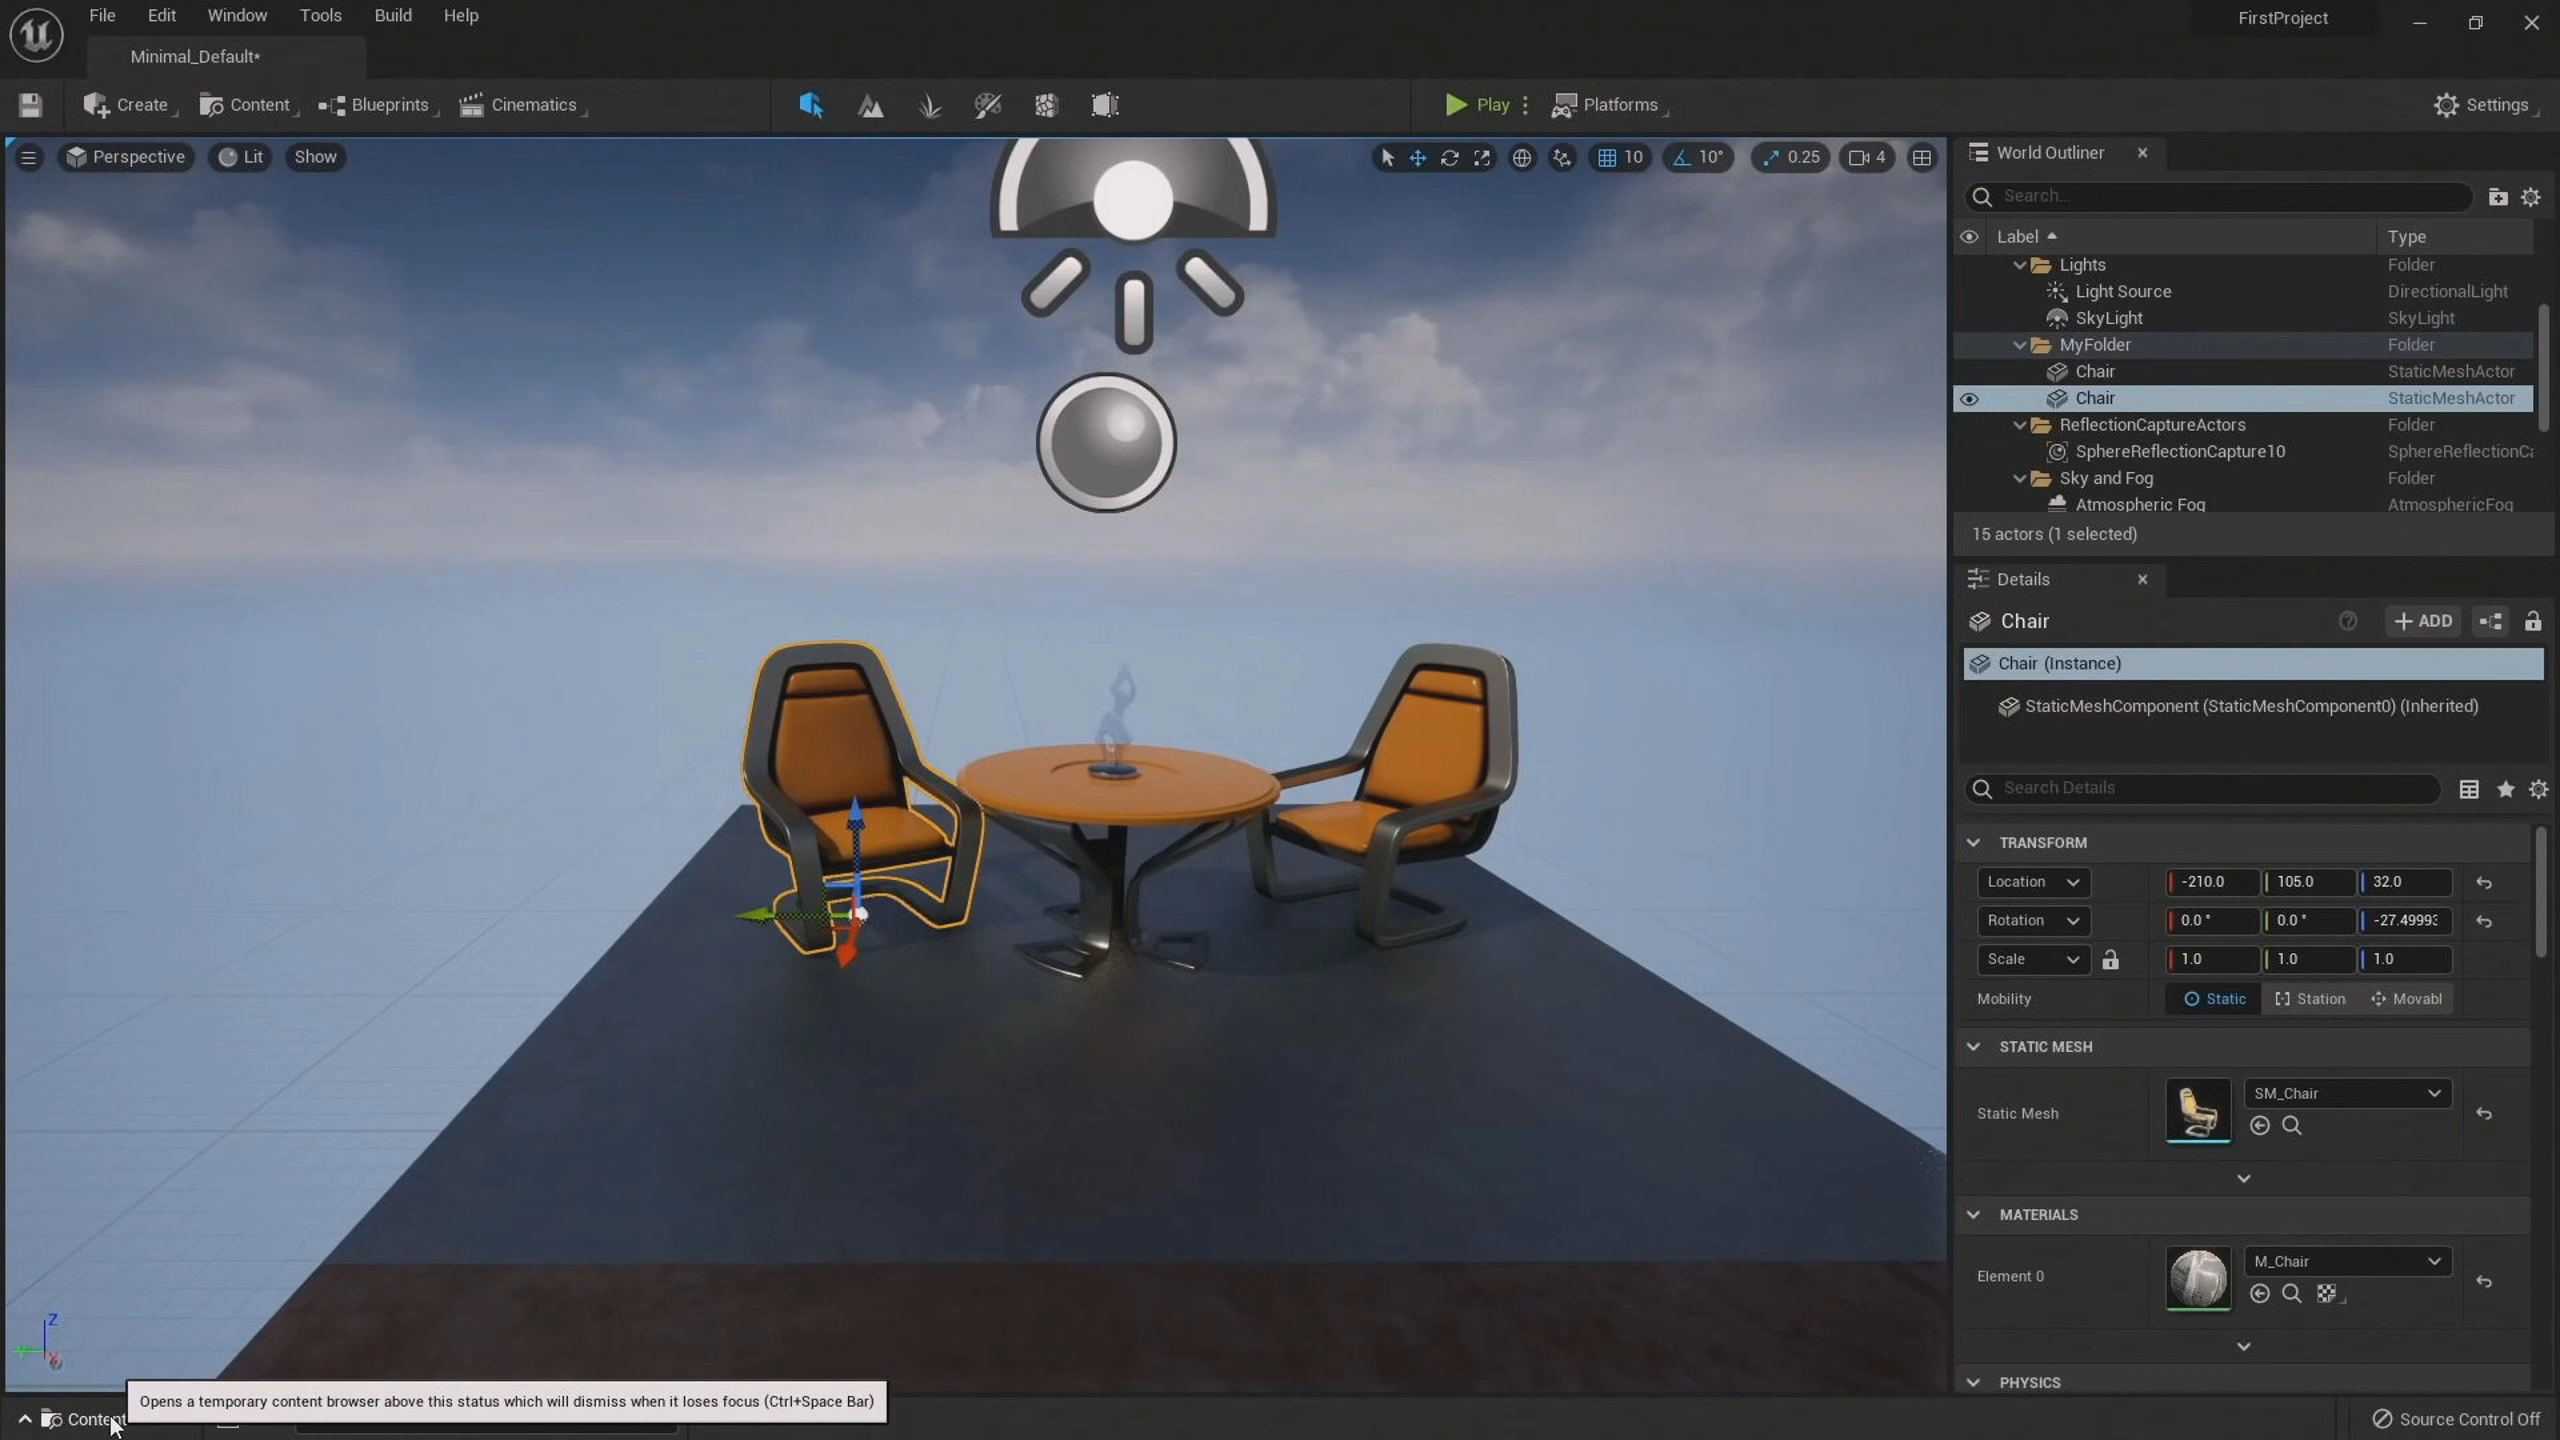 File Edit Window Tools Build Help
FirstProject
Minimal_Default*
Create Content Blueprints Cinematics Play Platforms Settings
Perspective Lit Show 10 10° 0.25 4
World Outliner
Search...
Label Type
Lights Folder
Light Source DirectionalLight
SkyLight SkyLight
MyFolder Folder
Chair StaticMeshActor
Chair StaticMeshActor
ReflectionCaptureActors Folder
SphereReflectionCapture10 SphereReflectionCa
Sky and Fog Folder
Atmospheric Fog AtmosphericFog
15 actors (1 selected)
Details
Chair ADD
Chair (Instance)
StaticMeshComponent (StaticMeshComponent0) (Inherited)
Search Details
TRANSFORM
Location -210.0 105.0 32.0
Rotation 0.0 ° 0.0 ° -27.49993
Scale 1.0 1.0 1.0
Mobility Static Station Movabl
STATIC MESH
Static Mesh SM_Chair
MATERIALS
Element 0 M_Chair
PHYSICS
Z
Opens a temporary content browser above this status which will dismiss when it loses focus (Ctrl+Space Bar)
Content
Source Control Off